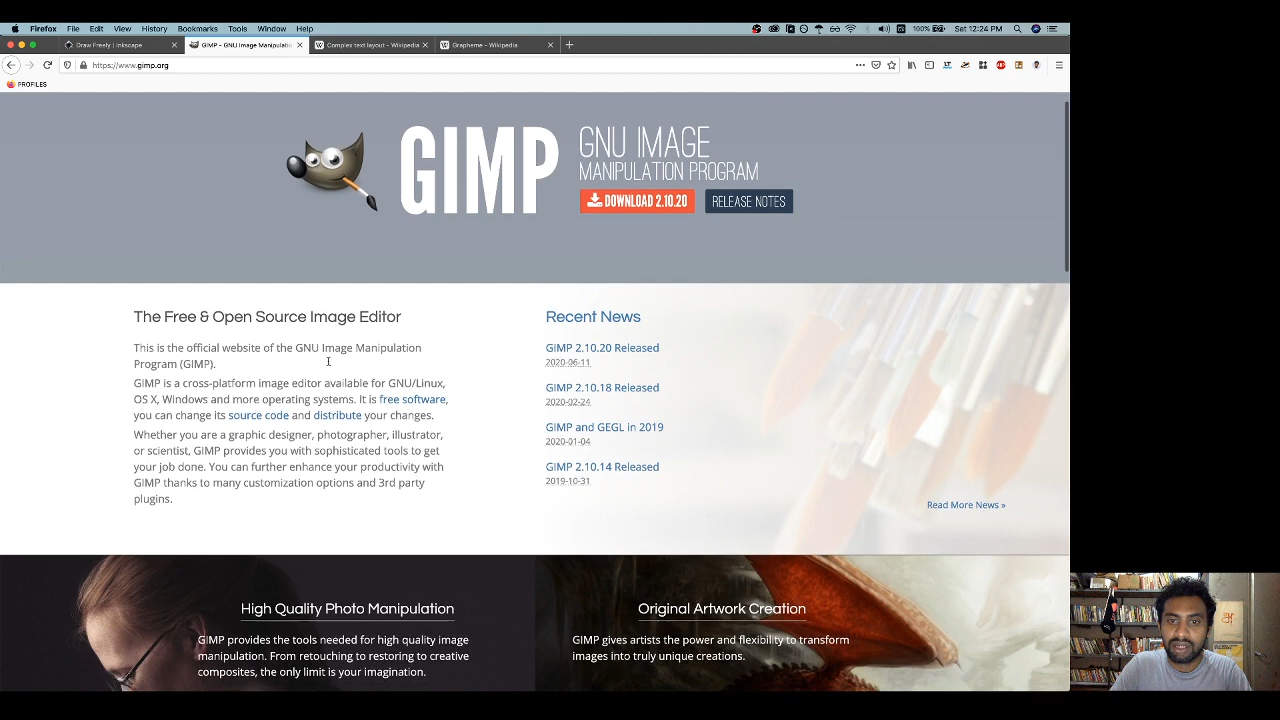 Firefox File Edit View History Bookmarks Tools Window Help 100% Sat 12:24 PM
Draw Freely | Inkscape GIMP - GNU Image Manipulatio Complex text layout - Wikipedia Grapheme - Wikipedia
https://www.gimp.org
PROFILES
GIMP
GNU IMAGE
MANIPULATION PROGRAM
DOWNLOAD 2.10.20 RELEASE NOTES
The Free & Open Source Image Editor
This is the official website of the GNU Image Manipulation
Program (GIMP).
GIMP is a cross-platform image editor available for GNU/Linux,
OS X, Windows and more operating systems. It is free software,
you can change its source code and distribute your changes.
Whether you are a graphic designer, photographer, illustrator,
or scientist, GIMP provides you with sophisticated tools to get
your job done. You can further enhance your productivity with
GIMP thanks to many customization options and 3rd party
plugins.
Recent News
GIMP 2.10.20 Released
2020-06-11
GIMP 2.10.18 Released
2020-02-24
GIMP and GEGL in 2019
2020-01-04
GIMP 2.10.14 Released
2019-10-31
Read More News »
High Quality Photo Manipulation
GIMP provides the tools needed for high quality image
manipulation. From retouching to restoring to creative
composites, the only limit is your imagination.
Original Artwork Creation
GIMP gives artists the power and flexibility to transform
images into truly unique creations.